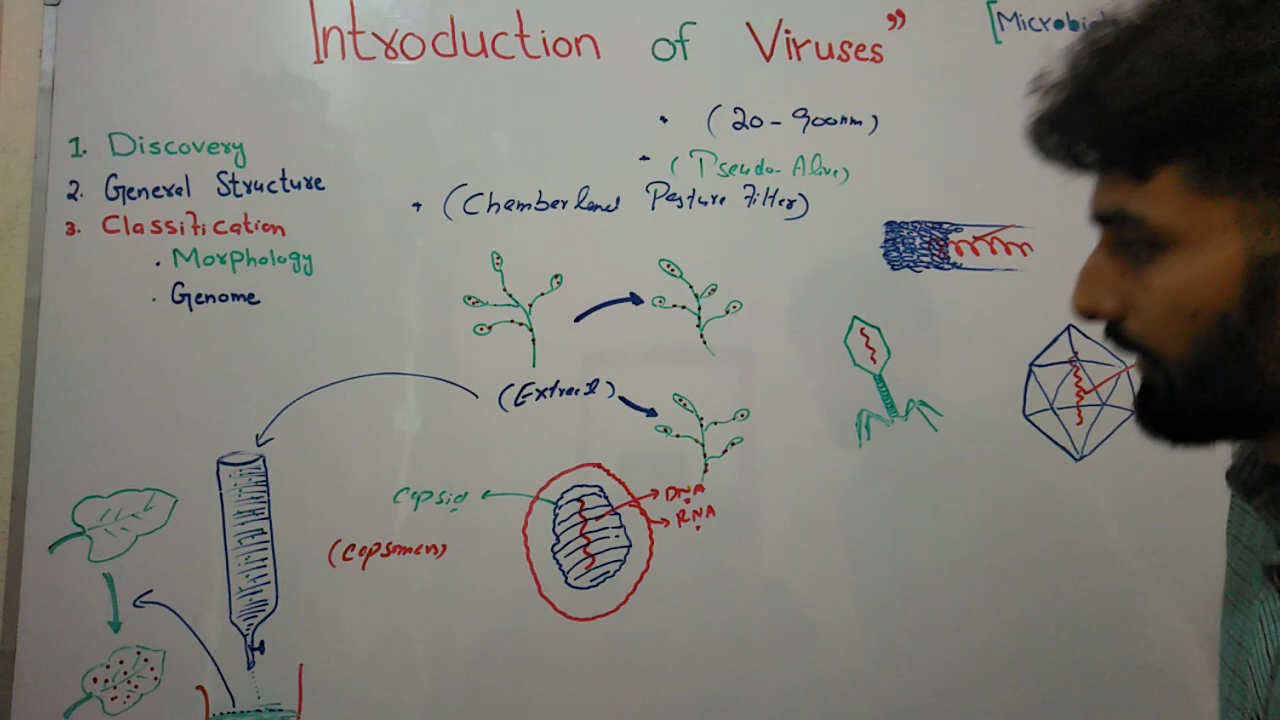 Introduction of Viruses”
[Microbio
1. Discovery
2. General Structure
3. Classification
. Morphology
. Genome
(20-900nm)
(Pseudo-Alive)
(Chamberland Pasture Filter)
(Extract)
Capsid
(Capsomers)
DNA
RNA